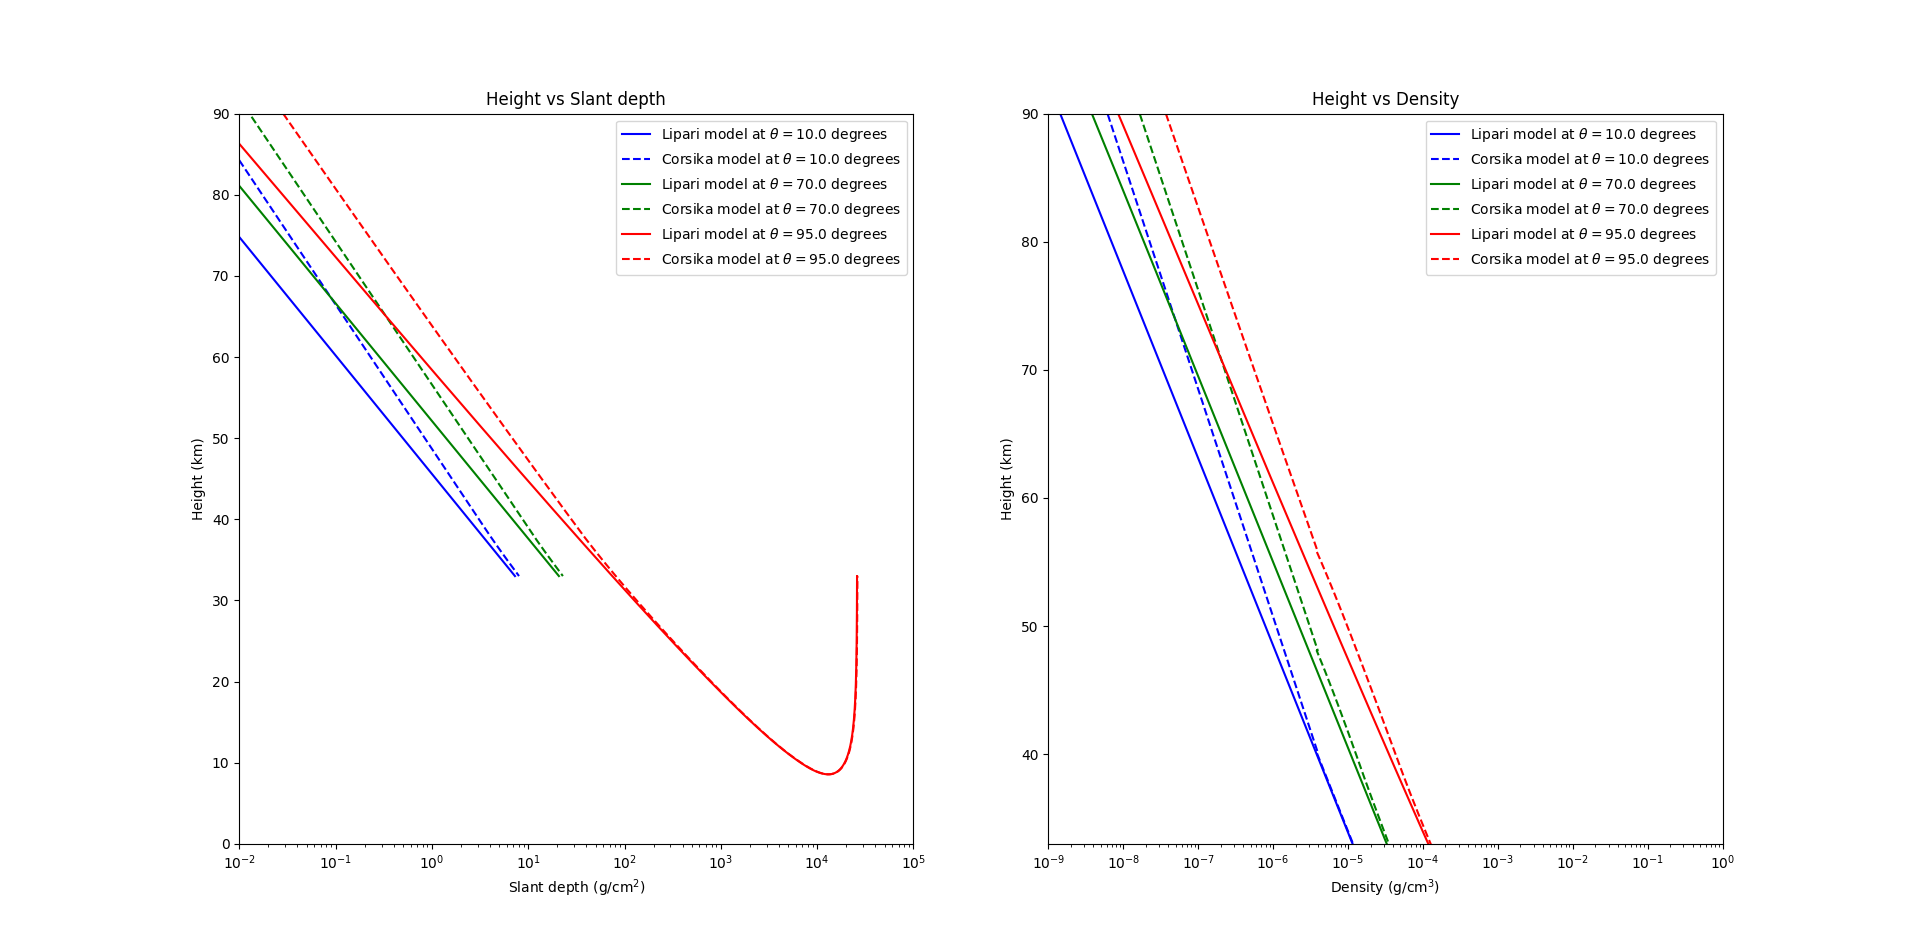 Height vs Slant depth
Lipari model at θ = 10.0 degrees
Corsika model at θ = 10.0 degrees
Lipari model at θ = 70.0 degrees
Corsika model at θ = 70.0 degrees
Lipari model at θ = 95.0 degrees
Corsika model at θ = 95.0 degrees
90
80
70
60
50
40
30
20
10
0
Height (km)
10⁻² 10⁻¹ 10⁰ 10¹ 10² 10³ 10⁴ 10⁵
Slant depth (g/cm²)
Height vs Density
Lipari model at θ = 10.0 degrees
Corsika model at θ = 10.0 degrees
Lipari model at θ = 70.0 degrees
Corsika model at θ = 70.0 degrees
Lipari model at θ = 95.0 degrees
Corsika model at θ = 95.0 degrees
90
80
70
60
50
40
Height (km)
10⁻⁹ 10⁻⁸ 10⁻⁷ 10⁻⁶ 10⁻⁵ 10⁻⁴ 10⁻³ 10⁻² 10⁻¹ 10⁰
Density (g/cm³)